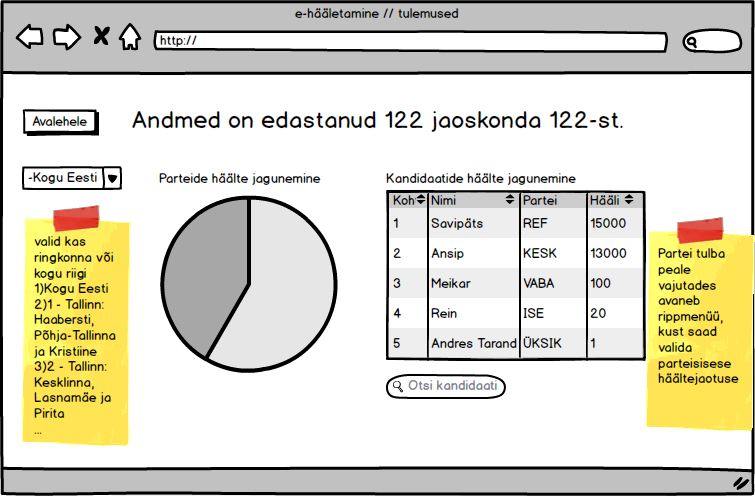 e-hääletamine // tulemused
http://
Avalehele
Andmed on edastanud 122 jaoskonda 122-st.
-Kogu Eesti
Parteide häälte jagunemine
Kandidaatide häälte jagunemine
Koh Nimi Partei Hääli
1 Savipäts REF 15000
2 Ansip KESK 13000
3 Meikar VABA 100
4 Rein ISE 20
5 Andres Tarand ÜKSIK 1
Otsi kandidaati
valid kas
ringkonna või
kogu riigi
1)Kogu Eesti
2)1 - Tallinn:
Haabersti,
Põhja-Tallinna
ja Kristiine
3)2 - Tallinn:
Kesklinna,
Lasnamäe ja
Pirita
...
Partei tulba
peale
vajutades
avaneb
rippmenüü,
kust saad
valida
parteisisese
häältejaotuse